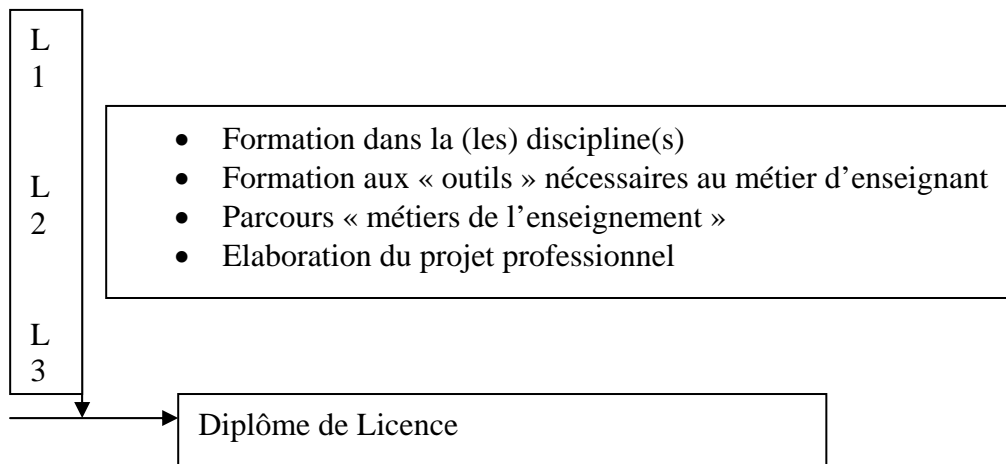 L
1
L
2
L
3
• Formation dans la (les) discipline(s)
• Formation aux « outils » nécessaires au métier d’enseignant
• Parcours « métiers de l’enseignement »
• Elaboration du projet professionnel
Diplôme de Licence